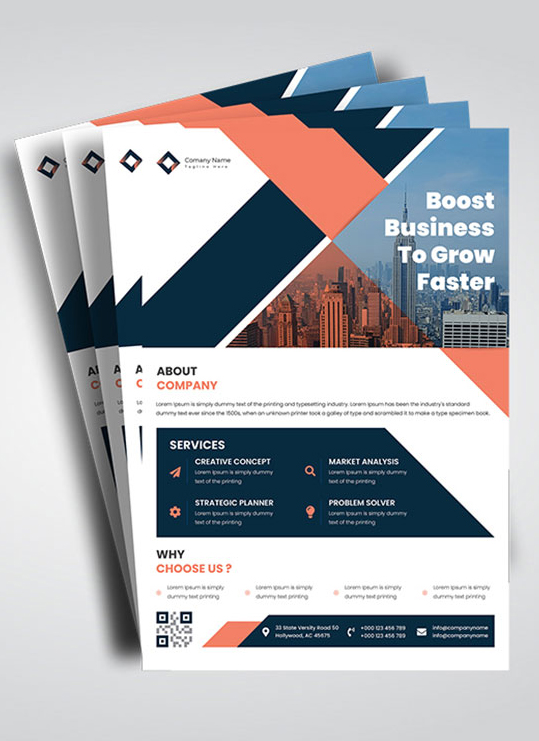 Comany Name
Tagline Here
Boost
Business
To Grow
Faster
ABOUT
COMPANY
Lorem Ipsum is simply dummy text of the printing and typesetting industry. Lorem Ipsum has been the industry's standard
dummy text ever since the 1500s, when an unknown printer took a galley of type and scrambled it to make a type specimen book.
SERVICES
CREATIVE CONCEPT
Lorem Ipsum is simply dummy
text of the printing
MARKET ANALYSIS
Lorem Ipsum is simply dummy
text of the printing
STRATEGIC PLANNER
Lorem Ipsum is simply dummy
text of the printing
PROBLEM SOLVER
Lorem Ipsum is simply dummy
text of the printing
WHY
CHOOSE US ?
Lorem Ipsum is simply
dummy text printing
Lorem Ipsum is simply
dummy text printing
Lorem Ipsum is simply
dummy text printing
Lorem Ipsum is simply
dummy text printing
33 State Versity Road 50
Hollywood, AC 45675
+000 123 456 789
+000 123 456 789
info@companyname
info@companyname